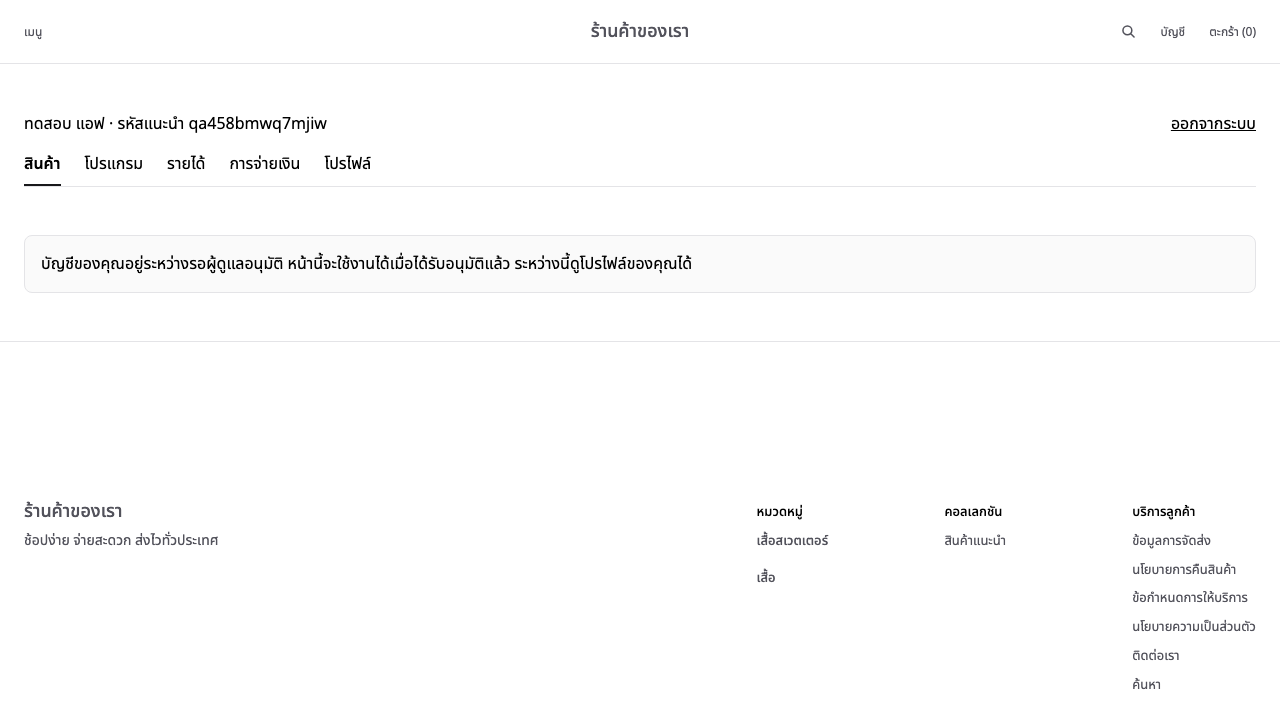 เมนู
ร้านค้าของเรา
บัญชี
ตะกร้า (0)
ทดสอบ แอฟ · รหัสแนะนำ qa458bmwq7mjiw
ออกจากระบบ
สินค้า
โปรแกรม
รายได้
การจ่ายเงิน
โปรไฟล์
บัญชีของคุณอยู่ระหว่างรอผู้ดูแลอนุมัติ หน้านี้จะใช้งานได้เมื่อได้รับอนุมัติแล้ว ระหว่างนี้ดูโปรไฟล์ของคุณได้
ร้านค้าของเรา
ช้อปง่าย จ่ายสะดวก ส่งไวทั่วประเทศ
หมวดหมู่
เสื้อสเวตเตอร์
เสื้อ
คอลเลกชัน
สินค้าแนะนำ
บริการลูกค้า
ข้อมูลการจัดส่ง
นโยบายการคืนสินค้า
ข้อกำหนดการให้บริการ
นโยบายความเป็นส่วนตัว
ติดต่อเรา
ค้นหา